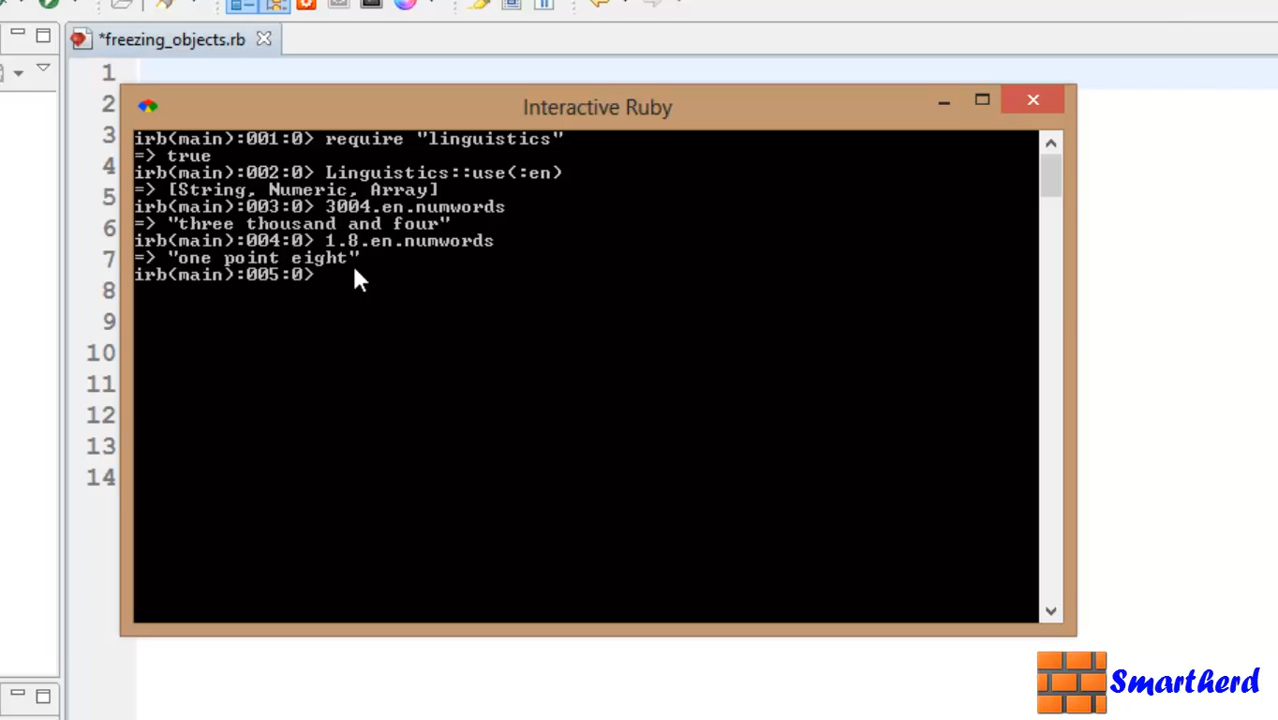 *freezing_objects.rb
1
2
3
4
5
6
7
8
9
10
11
12
13
14
Interactive Ruby
irb(main):001:0> require "linguistics"
=> true
irb(main):002:0> Linguistics::use(:en)
=> [String, Numeric, Array]
irb(main):003:0> 3004.en.numwords
=> "three thousand and four"
irb(main):004:0> 1.8.en.numwords
=> "one point eight"
irb(main):005:0>
Smartherd